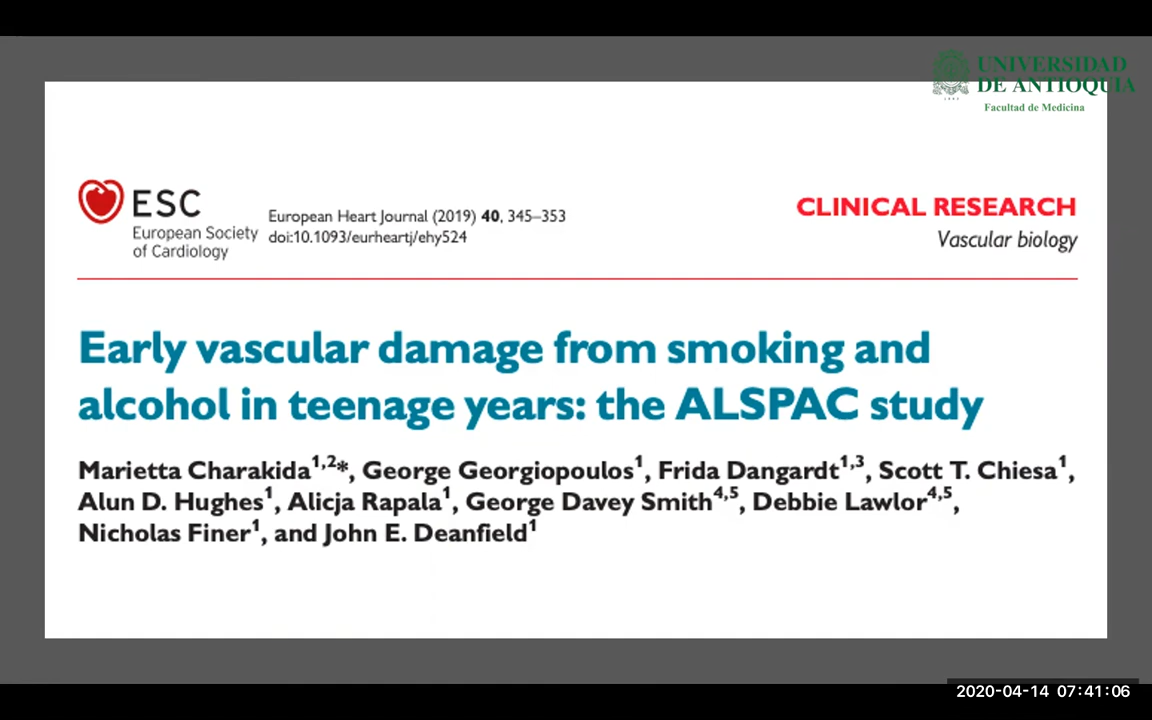 UNIVERSIDAD
DE ANTIOQUIA
1803
Facultad de Medicina
ESC
European Society
of Cardiology
European Heart Journal (2019) 40, 345–353
doi:10.1093/eurheartj/ehy524
CLINICAL RESEARCH
Vascular biology
Early vascular damage from smoking and
alcohol in teenage years: the ALSPAC study
Marietta Charakida1,2*, George Georgiopoulos1, Frida Dangardt1,3, Scott T. Chiesa1,
Alun D. Hughes1, Alicja Rapala1, George Davey Smith4,5, Debbie Lawlor4,5,
Nicholas Finer1, and John E. Deanfield1
2020-04-14 07:41:06